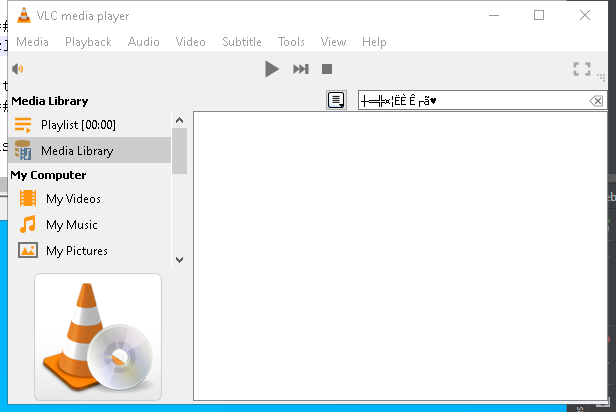 VLC media player
Media Playback Audio Video Subtitle Tools View Help
Media Library
┼═╬¤¦ËÈ Ê┌ã♥
Playlist [00:00]
Media Library
My Computer
My Videos
My Music
My Pictures